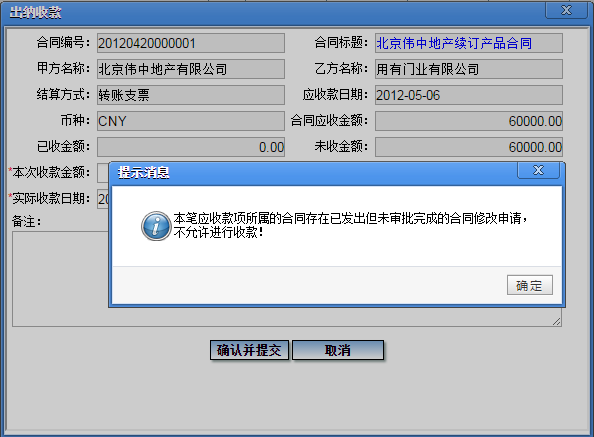 出纳收款
合同编号： 20120420000001 合同标题： 北京伟中地产续订产品合同
甲方名称： 北京伟中地产有限公司 乙方名称： 用有门业有限公司
结算方式： 转账支票 应收款日期： 2012-05-06
币种： CNY 合同应收金额： 60000.00
已收金额： 0.00 未收金额： 60000.00
*本次收款金额：
*实际收款日期： 20
备注：
提示消息
本笔应收款项所属的合同存在已发出但未审批完成的合同修改申请，
不允许进行收款！
确定
确认并提交 取消